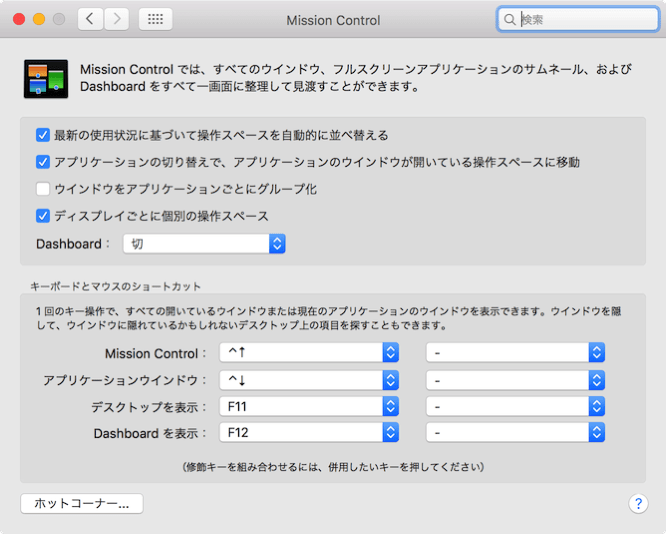 Mission Control
検索
Mission Control では、すべてのウインドウ、フルスクリーンアプリケーションのサムネール、および
Dashboard をすべて一画面に整理して見渡すことができます。
最新の使用状況に基づいて操作スペースを自動的に並べ替える
アプリケーションの切り替えで、アプリケーションのウインドウが開いている操作スペースに移動
ウインドウをアプリケーションごとにグループ化
ディスプレイごとに個別の操作スペース
Dashboard： 切
キーボードとマウスのショートカット
1 回のキー操作で、すべての開いているウインドウまたは現在のアプリケーションのウインドウを表示できます。ウインドウを隠
して、ウインドウに隠れているかもしれないデスクトップ上の項目を探すこともできます。
Mission Control： ^↑ -
アプリケーションウインドウ： ^↓ -
デスクトップを表示： F11 -
Dashboard を表示： F12 -
(修飾キーを組み合わせるには、併用したいキーを押してください)
ホットコーナー... ?